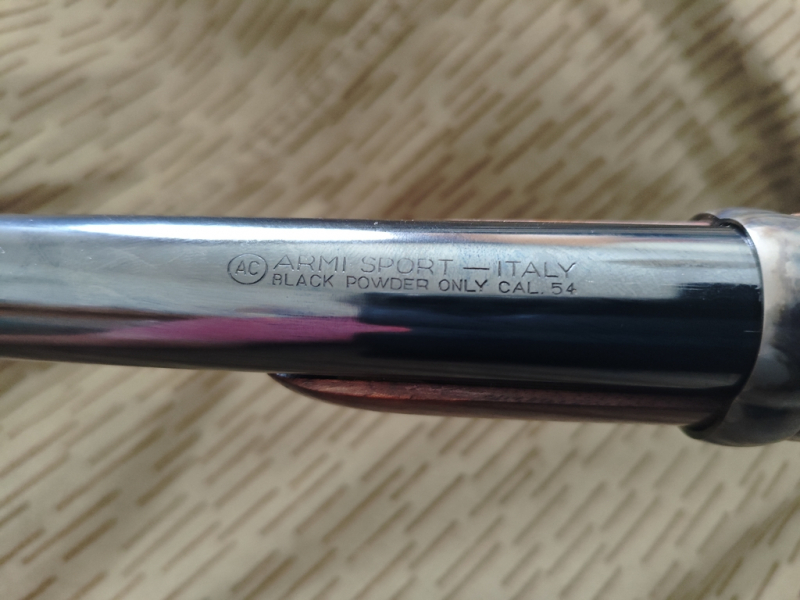 AC ARMI SPORT — ITALY
BLACK POWDER ONLY CAL. 54